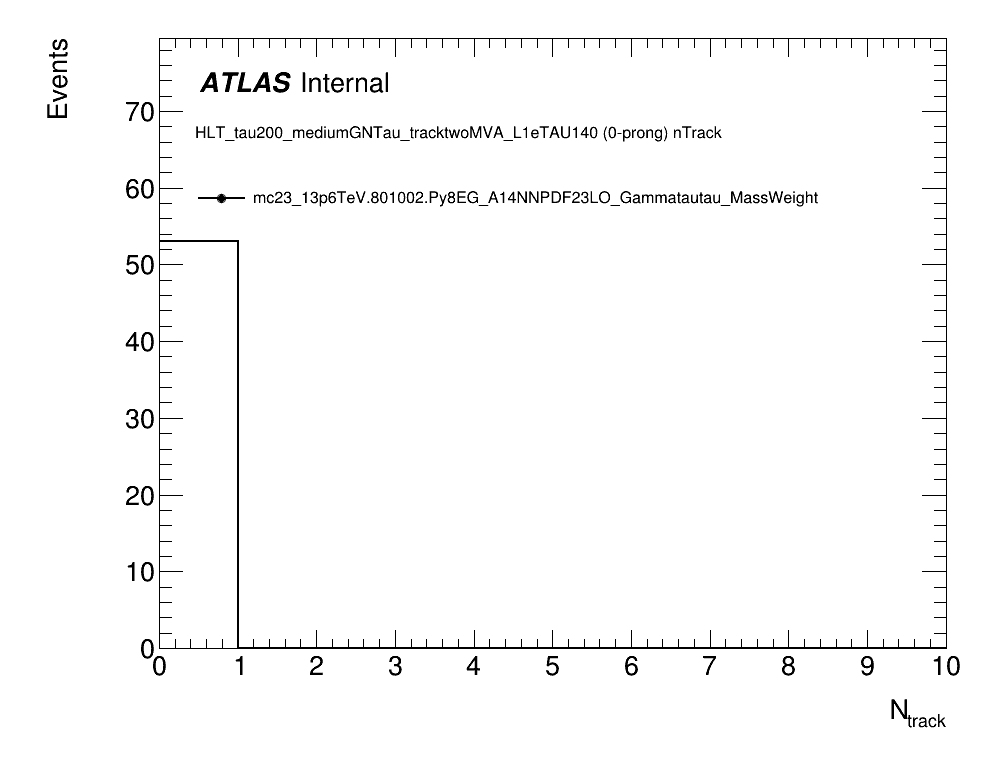 Events
ATLAS Internal
HLT_tau200_mediumGNTau_tracktwoMVA_L1eTAU140 (0-prong) nTrack
mc23_13p6TeV.801002.Py8EG_A14NNPDF23LO_Gammatautau_MassWeight
70
60
50
40
30
20
10
0
0 1 2 3 4 5 6 7 8 9 10
N_track